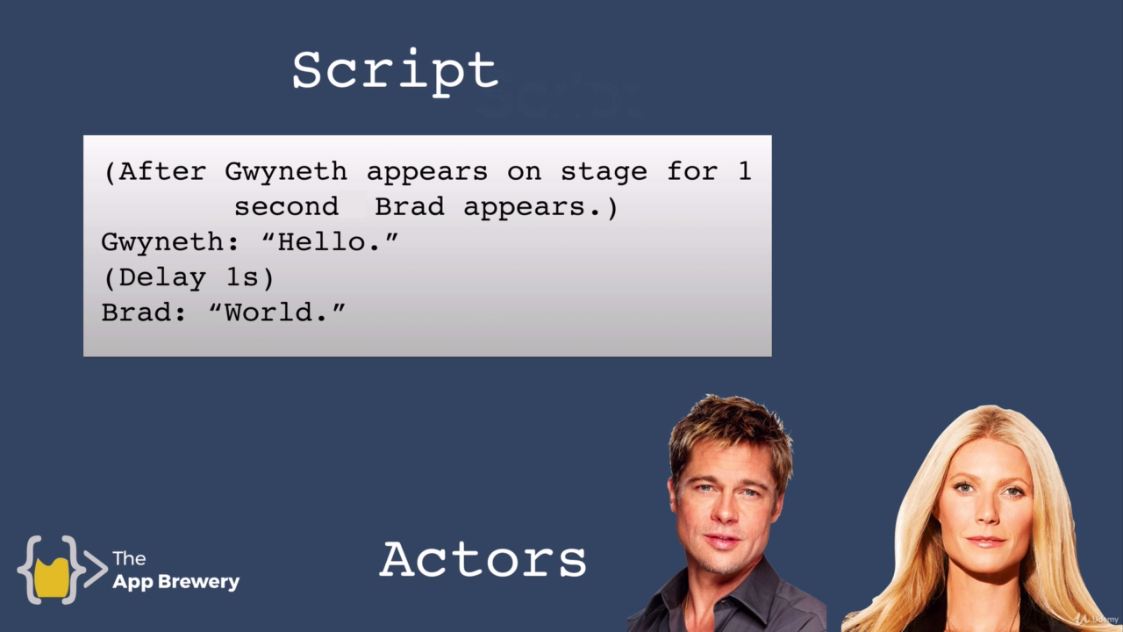 Script
(After Gwyneth appears on stage for 1
second Brad appears.)
Gwyneth: “Hello.”
(Delay 1s)
Brad: “World.”
Actors
The
App Brewery
Udemy